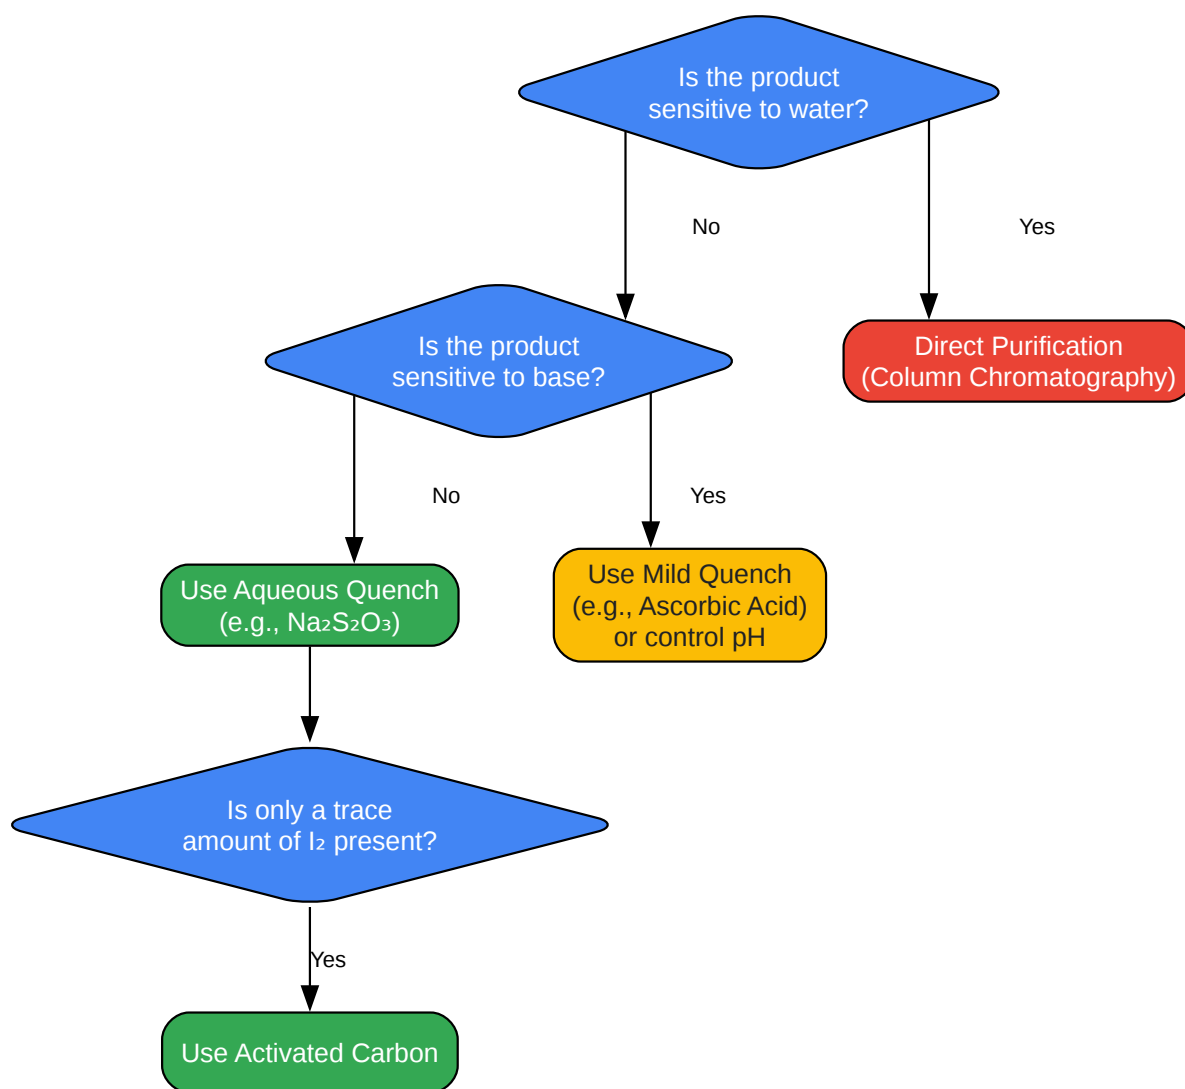 Is the product
sensitive to water?
No
Yes
Is the product
sensitive to base?
Direct Purification
(Column Chromatography)
No
Yes
Use Aqueous Quench
(e.g., Na₂S₂O₃)
Use Mild Quench
(e.g., Ascorbic Acid)
or control pH
Is only a trace
amount of I₂ present?
Yes
Use Activated Carbon